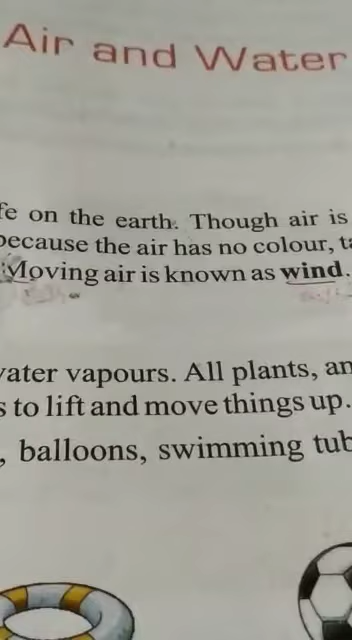 Air and Water
fe on the earth. Though air is
because the air has no colour, ta
Moving air is known as wind.
water vapours. All plants, an
s to lift and move things up.
, balloons, swimming tub